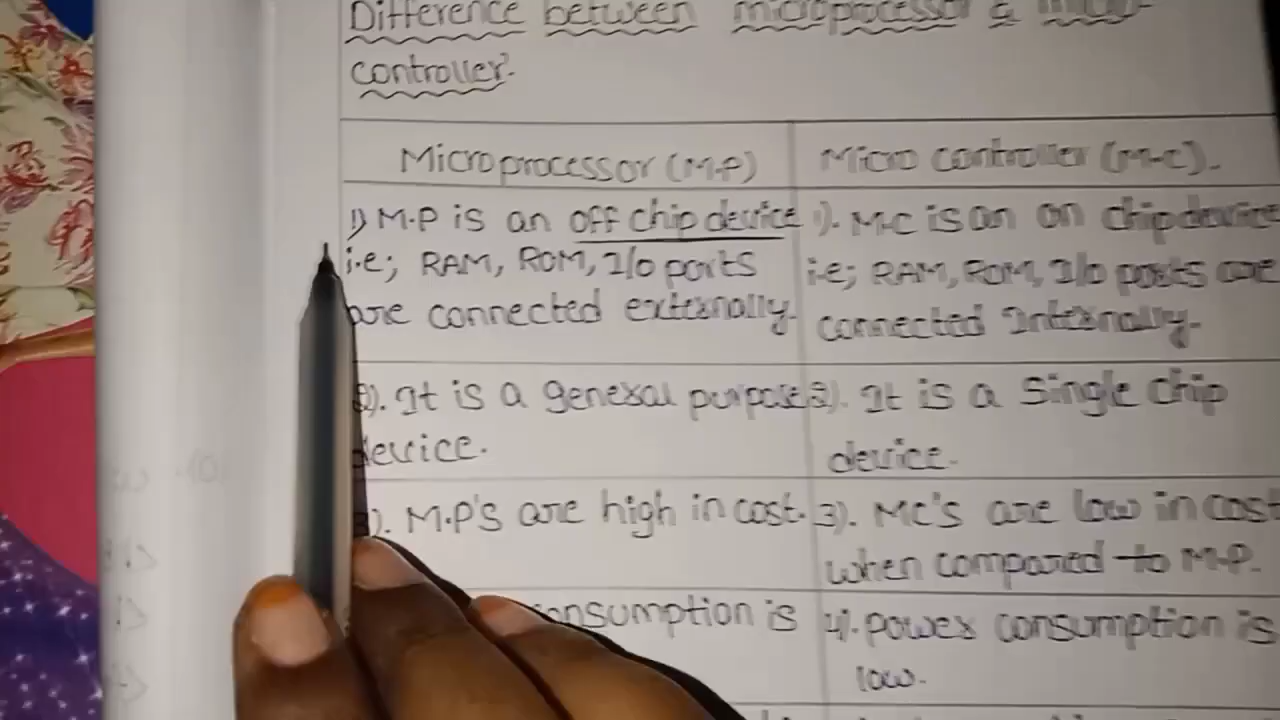 Difference between microprocessor & micro-
controller.
Microprocessor (M.P)
Micro controller (M.C).
1) M.P is an off chip device
i.e; RAM, ROM, I/o ports
are connected externally.
1). M.C is an on chip device
i.e; RAM, ROM, I/o ports are
connected Internally.
2). It is a general purpose
device.
2). It is a Single chip
device.
3). M.P's are high in cost.
3). MC's are low in cost
when compared to M.P.
consumption is
4). power consumption is
low.